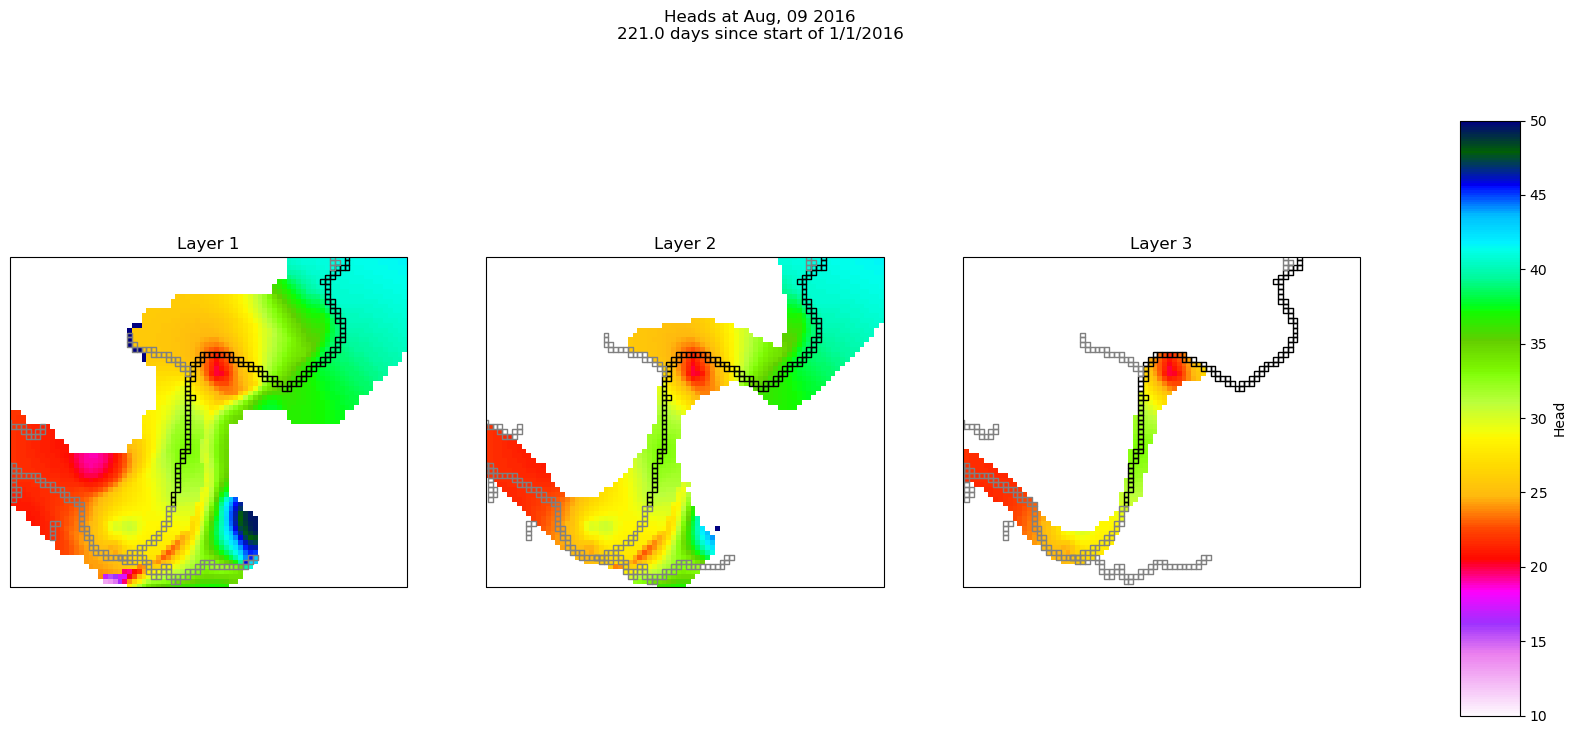 Heads at Aug, 09 2016
221.0 days since start of 1/1/2016
Layer 1
Layer 2
Layer 3
50
45
40
35
30
25
20
15
10
Head